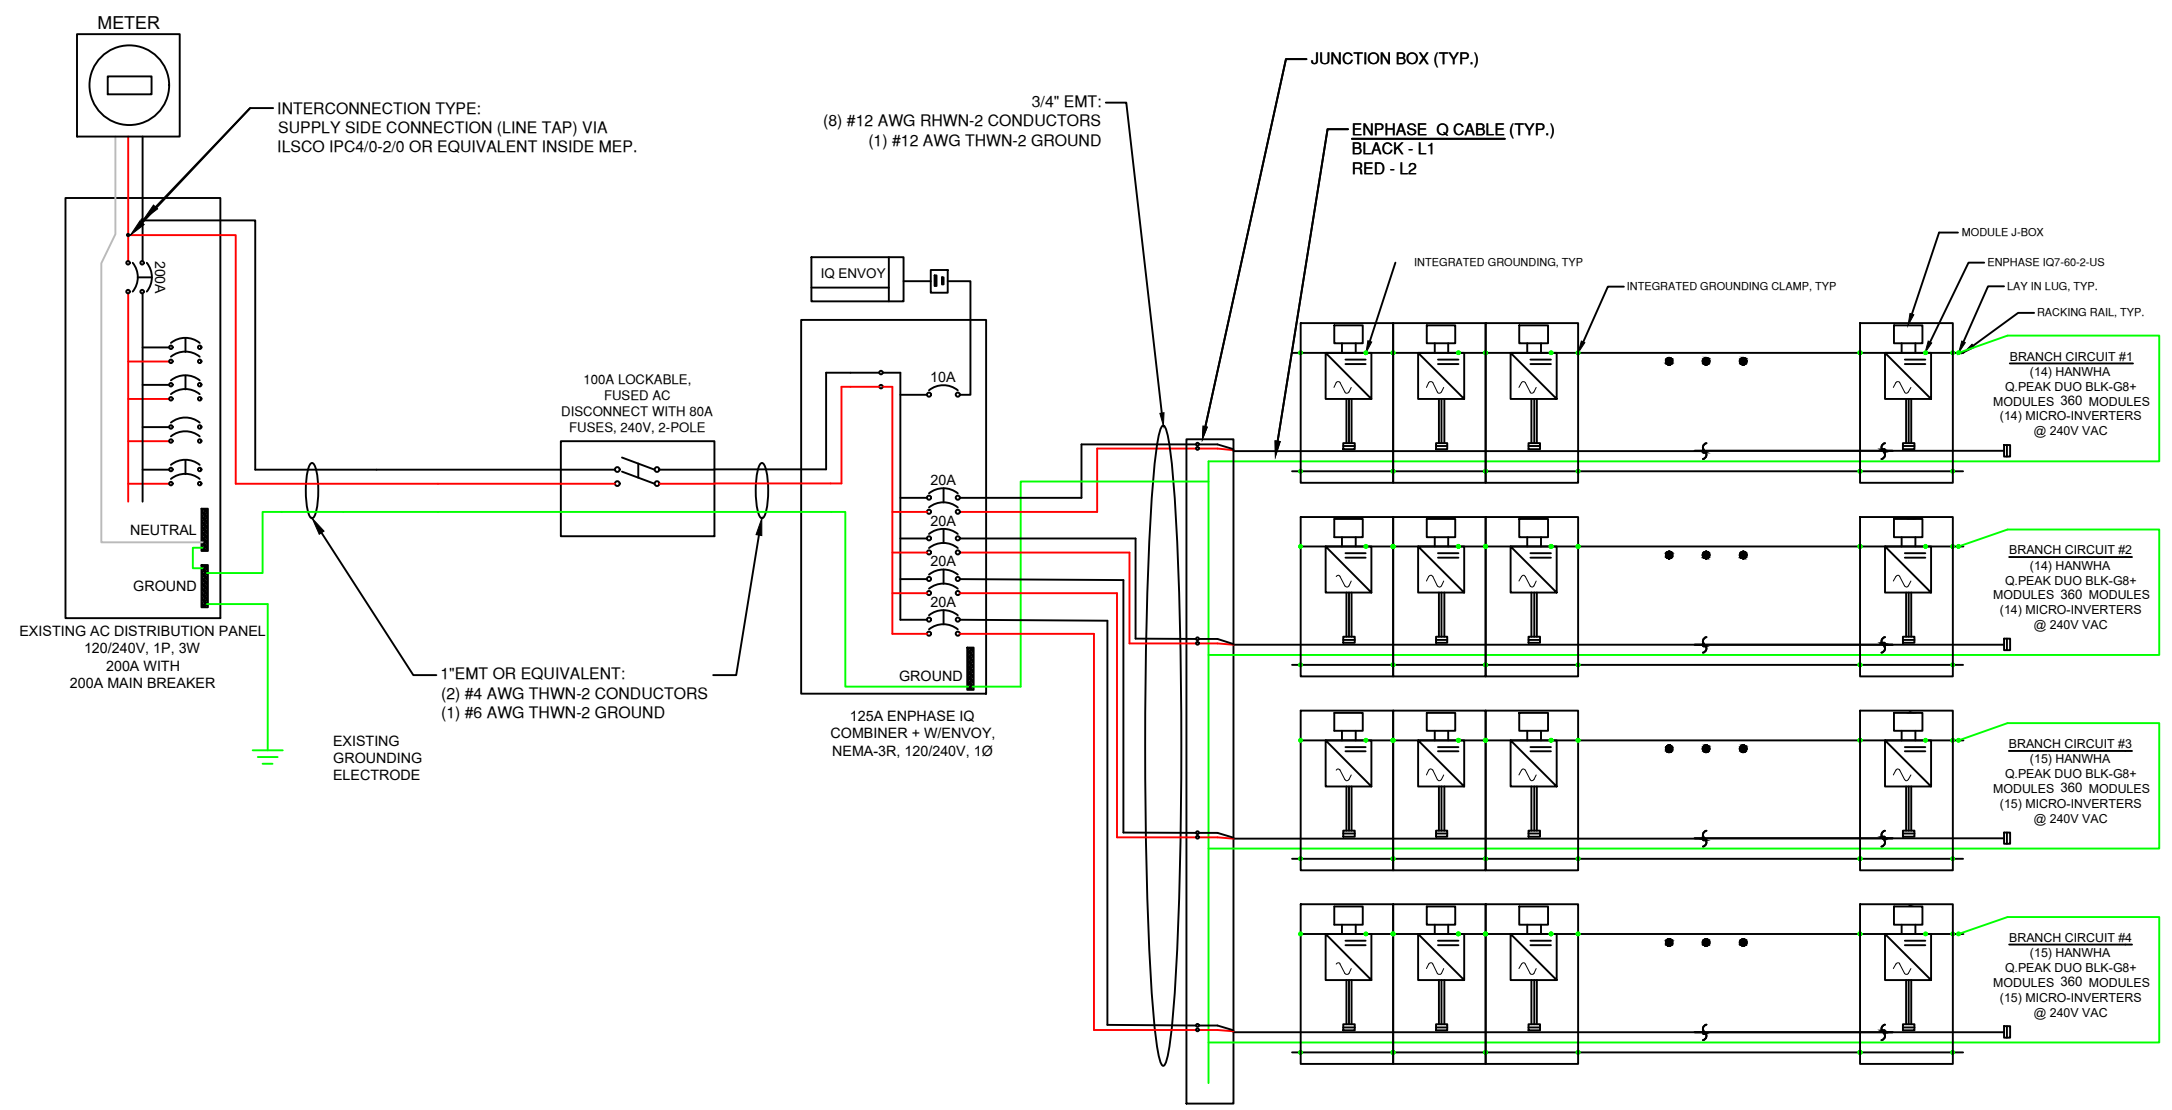 METER
INTERCONNECTION TYPE:
SUPPLY SIDE CONNECTION (LINE TAP) VIA
ILSCO IPC4/0-2/0 OR EQUIVALENT INSIDE MEP.
200A
NEUTRAL
GROUND
EXISTING AC DISTRIBUTION PANEL
120/240V, 1P, 3W
200A WITH
200A MAIN BREAKER
EXISTING
GROUNDING
ELECTRODE
1"EMT OR EQUIVALENT:
(2) #4 AWG THWN-2 CONDUCTORS
(1) #6 AWG THWN-2 GROUND
100A LOCKABLE,
FUSED AC
DISCONNECT WITH 80A
FUSES, 240V, 2-POLE
IQ ENVOY
10A
20A
20A
20A
20A
GROUND
125A ENPHASE IQ
COMBINER + W/ENVOY,
NEMA-3R, 120/240V, 1Ø
3/4" EMT:
(8) #12 AWG RHWN-2 CONDUCTORS
(1) #12 AWG THWN-2 GROUND
JUNCTION BOX (TYP.)
ENPHASE Q CABLE (TYP.)
BLACK - L1
RED - L2
INTEGRATED GROUNDING, TYP
INTEGRATED GROUNDING CLAMP, TYP
MODULE J-BOX
ENPHASE IQ7-60-2-US
LAY IN LUG, TYP.
RACKING RAIL, TYP.
BRANCH CIRCUIT #1
(14) HANWHA
Q.PEAK DUO BLK-G8+
MODULES 360 MODULES
(14) MICRO-INVERTERS
@ 240V VAC
BRANCH CIRCUIT #2
(14) HANWHA
Q.PEAK DUO BLK-G8+
MODULES 360 MODULES
(14) MICRO-INVERTERS
@ 240V VAC
BRANCH CIRCUIT #3
(15) HANWHA
Q.PEAK DUO BLK-G8+
MODULES 360 MODULES
(15) MICRO-INVERTERS
@ 240V VAC
BRANCH CIRCUIT #4
(15) HANWHA
Q.PEAK DUO BLK-G8+
MODULES 360 MODULES
(15) MICRO-INVERTERS
@ 240V VAC